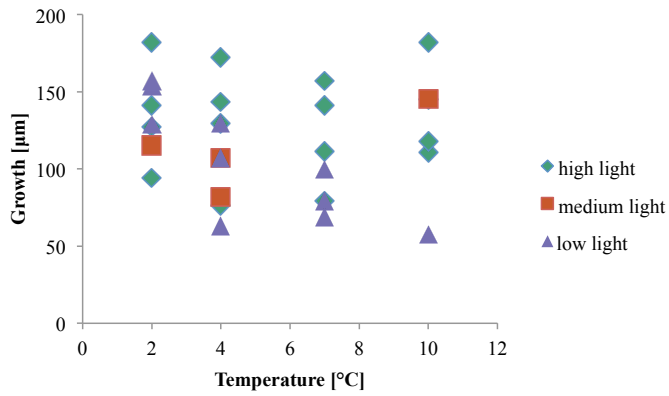 200
150
100
50
0
Growth [µm]
0 2 4 6 8 10 12
Temperature [°C]
high light
medium light
low light